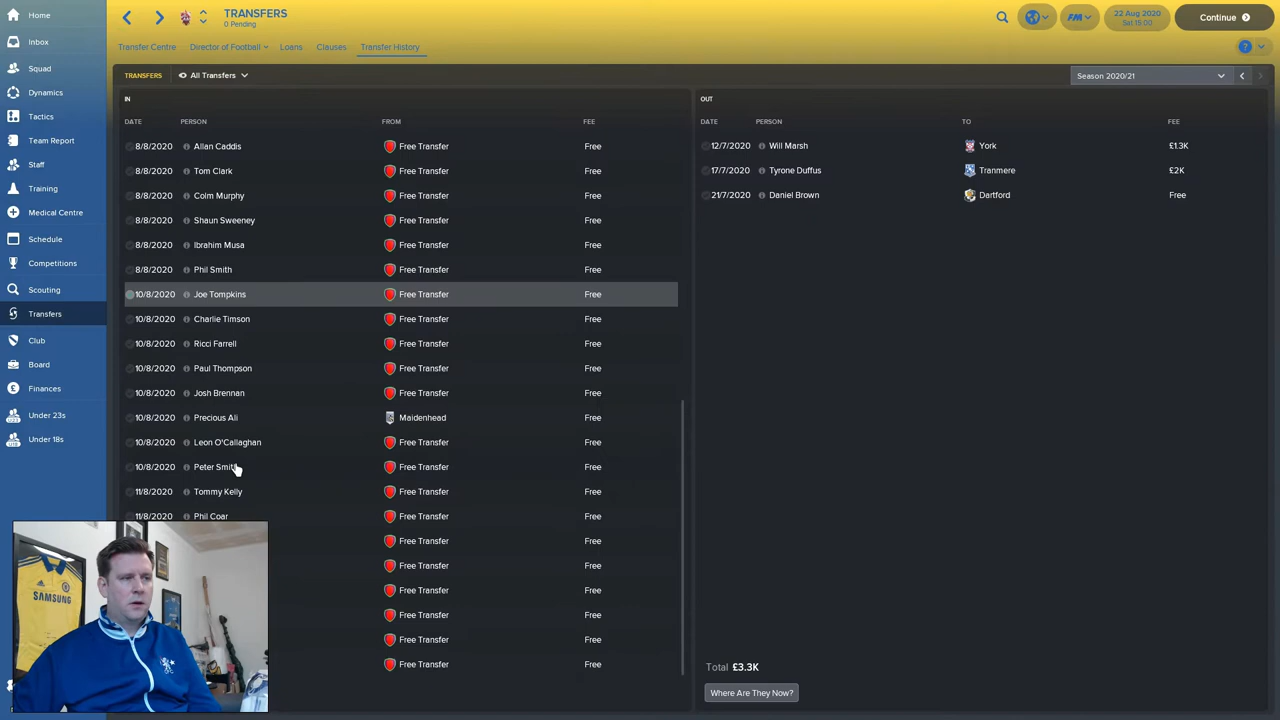 Home
Inbox
Squad
Dynamics
Tactics
Team Report
Staff
Training
Medical Centre
Schedule
Competitions
Scouting
Transfers
Club
Board
Finances
Under 23s
Under 18s
TRANSFERS
0 Pending
FM
22 Aug 2020
Sat 15:00
Continue
Transfer Centre Director of Football Loans Clauses Transfer History
?
TRANSFERS All Transfers
Season 2020/21
IN
DATE PERSON FROM FEE
8/8/2020 Allan Caddis Free Transfer Free
8/8/2020 Tom Clark Free Transfer Free
8/8/2020 Colm Murphy Free Transfer Free
8/8/2020 Shaun Sweeney Free Transfer Free
8/8/2020 Ibrahim Musa Free Transfer Free
8/8/2020 Phil Smith Free Transfer Free
10/8/2020 Joe Tompkins Free Transfer Free
10/8/2020 Charlie Timson Free Transfer Free
10/8/2020 Ricci Farrell Free Transfer Free
10/8/2020 Paul Thompson Free Transfer Free
10/8/2020 Josh Brennan Free Transfer Free
10/8/2020 Precious Ali Maidenhead Free
10/8/2020 Leon O'Callaghan Free Transfer Free
10/8/2020 Peter Smith Free Transfer Free
11/8/2020 Tommy Kelly Free Transfer Free
11/8/2020 Phil Coar Free Transfer Free
Free Transfer Free
Free Transfer Free
Free Transfer Free
Free Transfer Free
Free Transfer Free
Free Transfer Free
OUT
DATE PERSON TO FEE
12/7/2020 Will Marsh York £1.3K
17/7/2020 Tyrone Duffus Tranmere £2K
21/7/2020 Daniel Brown Dartford Free
Total £3.3K
Where Are They Now?
SAMSUNG